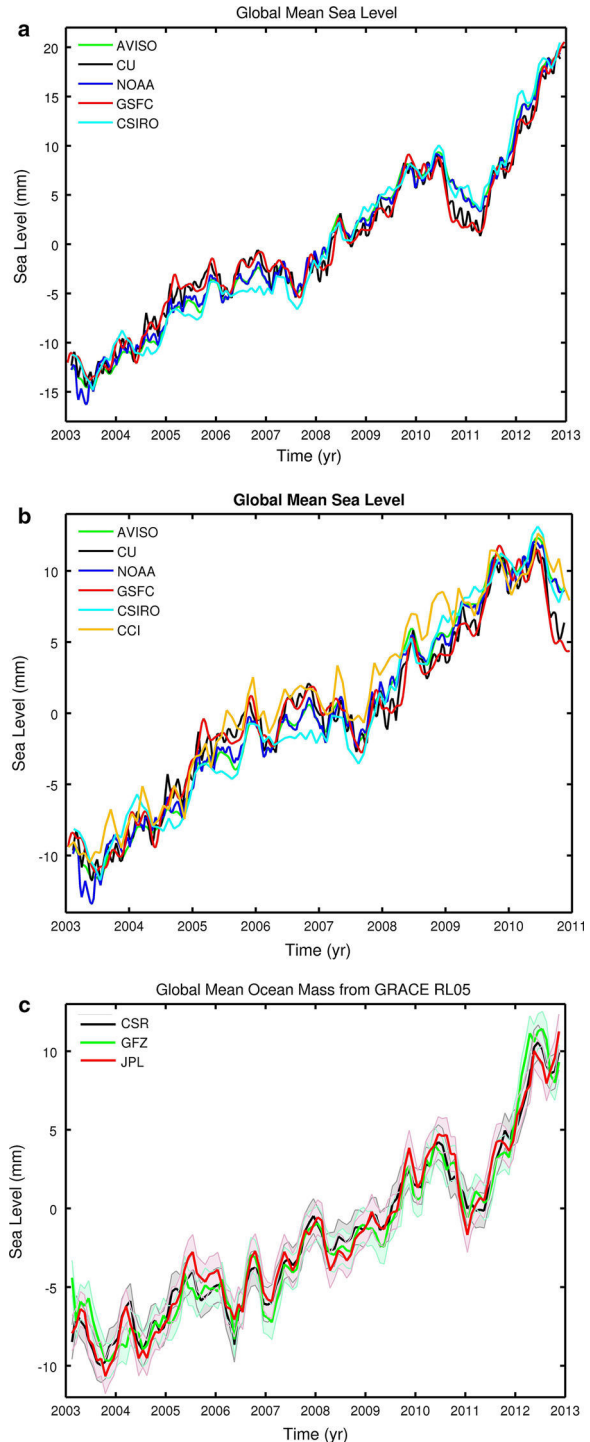 Global Mean Sea Level
a
AVISO
CU
NOAA
GSFC
CSIRO
20
15
10
5
0
-5
-10
-15
Sea Level (mm)
2003 2004 2005 2006 2007 2008 2009 2010 2011 2012 2013
Time (yr)
Global Mean Sea Level
b
AVISO
CU
NOAA
GSFC
CSIRO
CCI
10
5
0
-5
-10
Sea Level (mm)
2003 2004 2005 2006 2007 2008 2009 2010 2011
Time (yr)
Global Mean Ocean Mass from GRACE RL05
c
CSR
GFZ
JPL
10
5
0
-5
-10
Sea Level (mm)
2003 2004 2005 2006 2007 2008 2009 2010 2011 2012 2013
Time (yr)